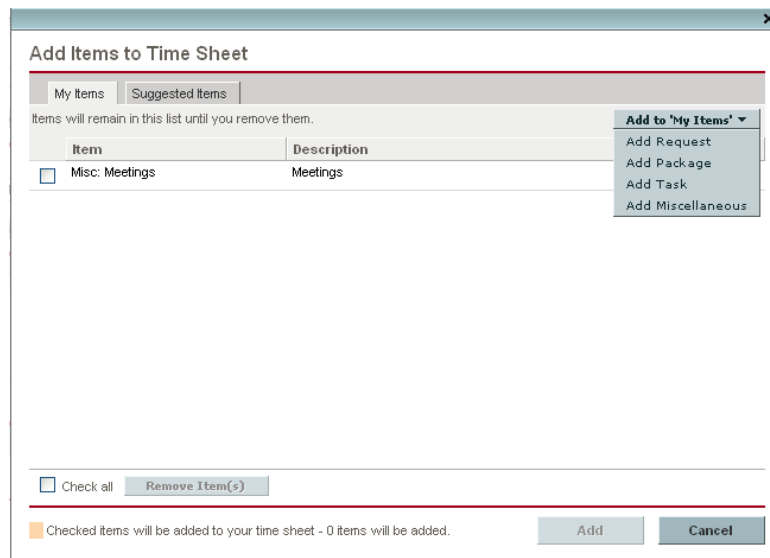 Add Items to Time Sheet
My Items Suggested Items
Items will remain in this list until you remove them.
Add to 'My Items'
Item Description
Add Request
Misc: Meetings Meetings
Add Package
Add Task
Add Miscellaneous
Check all Remove Item(s)
Checked items will be added to your time sheet - 0 items will be added. Add Cancel